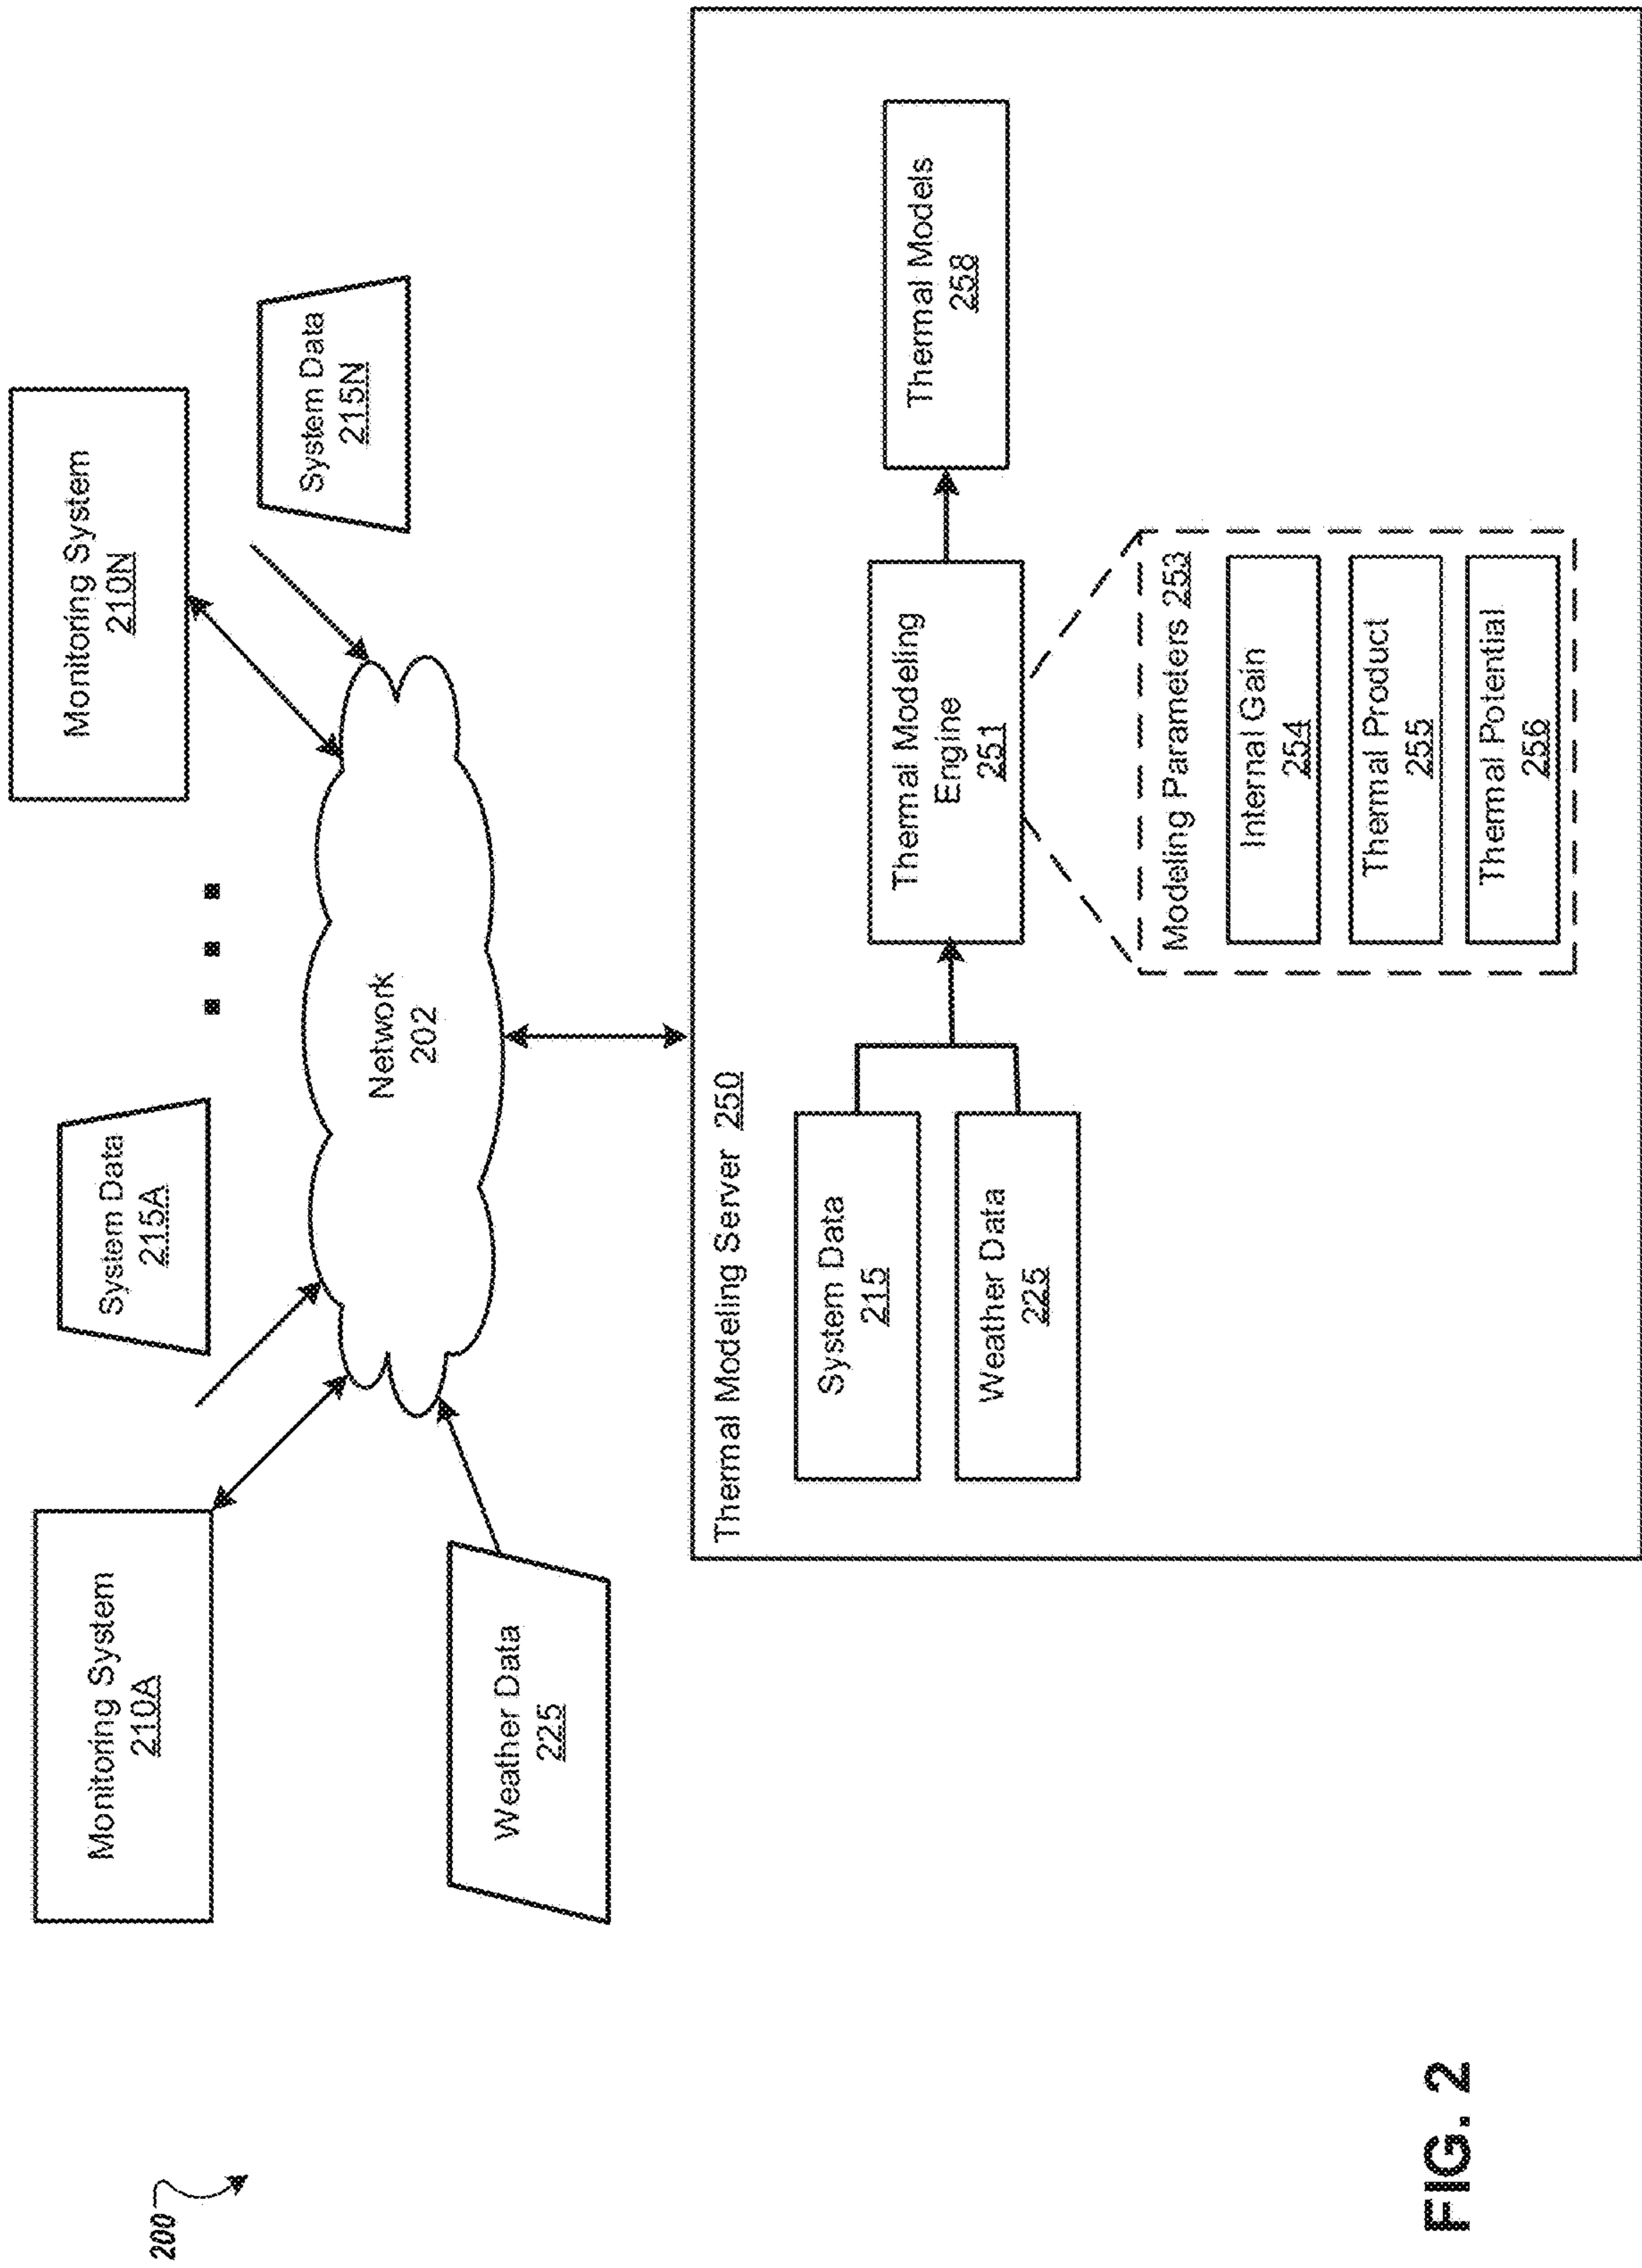 200
Monitoring System
210A
System Data
215A
Monitoring System
210N
System Data
215N
Network
202
Weather Data
225
Thermal Modeling Server 250
System Data
215
Weather Data
225
Thermal Modeling
Engine
251
Thermal Models
258
Modeling Parameters 253
Internal Gain
254
Thermal Product
255
Thermal Potential
256
FIG. 2